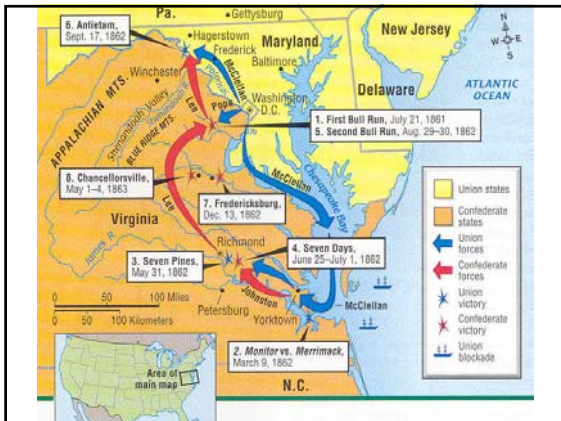 Pa.
Gettysburg
New Jersey
6. Antietam,
Sept. 17, 1862
Hagerstown
Frederick
Maryland
Baltimore
McClellan
Potomac
Winchester
N
W
E
S
Delaware
ATLANTIC
OCEAN
Washington
D.C.
Pope
Lee
Shenandoah Valley
Shenandoah R.
APPALACHIAN MTS.
BLUE RIDGE MTS.
1. First Bull Run, July 21, 1861
5. Second Bull Run, Aug. 29-30, 1862
McClellan
Chesapeake Bay
8. Chancellorsville,
May 1-4, 1863
7. Fredericksburg,
Dec. 13, 1862
Lee
Virginia
James R.
Richmond
3. Seven Pines,
May 31, 1862
4. Seven Days,
June 25-July 1, 1862
Johnston
McClellan
Petersburg
Yorktown
0
50
100 Miles
0
50
100 Kilometers
2. Monitor vs. Merrimack,
March 9, 1862
N.C.
Area of
main map
Union
states
Confederate
states
Union
forces
Confederate
forces
Union
victory
Confederate
victory
Union
blockade